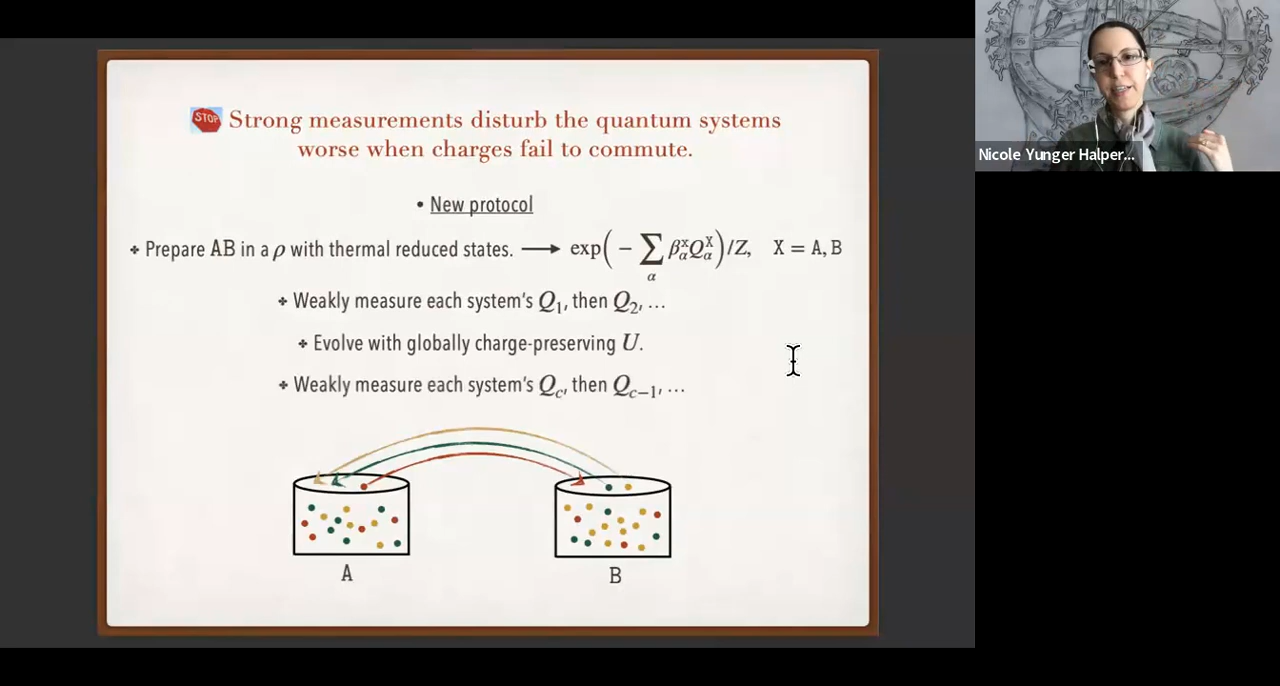 STOP Strong measurements disturb the quantum systems
worse when charges fail to commute.
• New protocol
✤ Prepare AB in a ρ with thermal reduced states. ⟶ exp(− ∑_α β_α^X Q_α^X)/Z, X = A, B
✤ Weakly measure each system's Q₁, then Q₂, …
✤ Evolve with globally charge-preserving U.
✤ Weakly measure each system's Q_c, then Q_{c−1}, …
A
B
Nicole Yunger Halper...